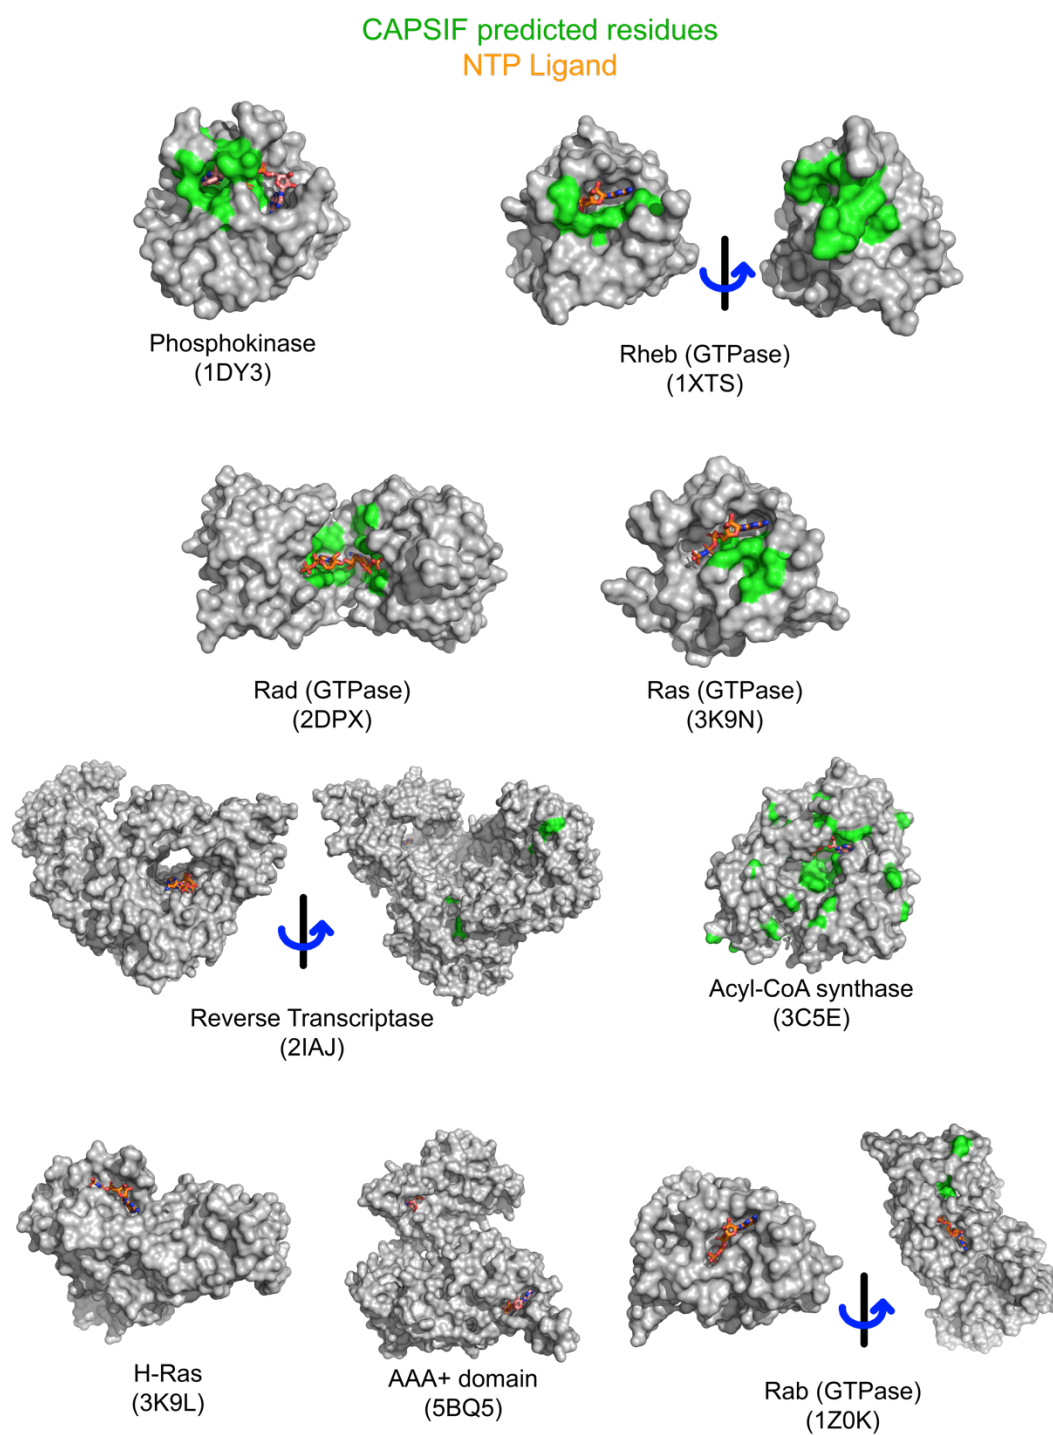 CAPSIF predicted residues
NTP Ligand
Phosphokinase
(1DY3)
Rheb (GTPase)
(1XTS)
Rad (GTPase)
(2DPX)
Ras (GTPase)
(3K9N)
Reverse Transcriptase
(2IAJ)
Acyl-CoA synthase
(3C5E)
H-Ras
(3K9L)
AAA+ domain
(5BQ5)
Rab (GTPase)
(1Z0K)